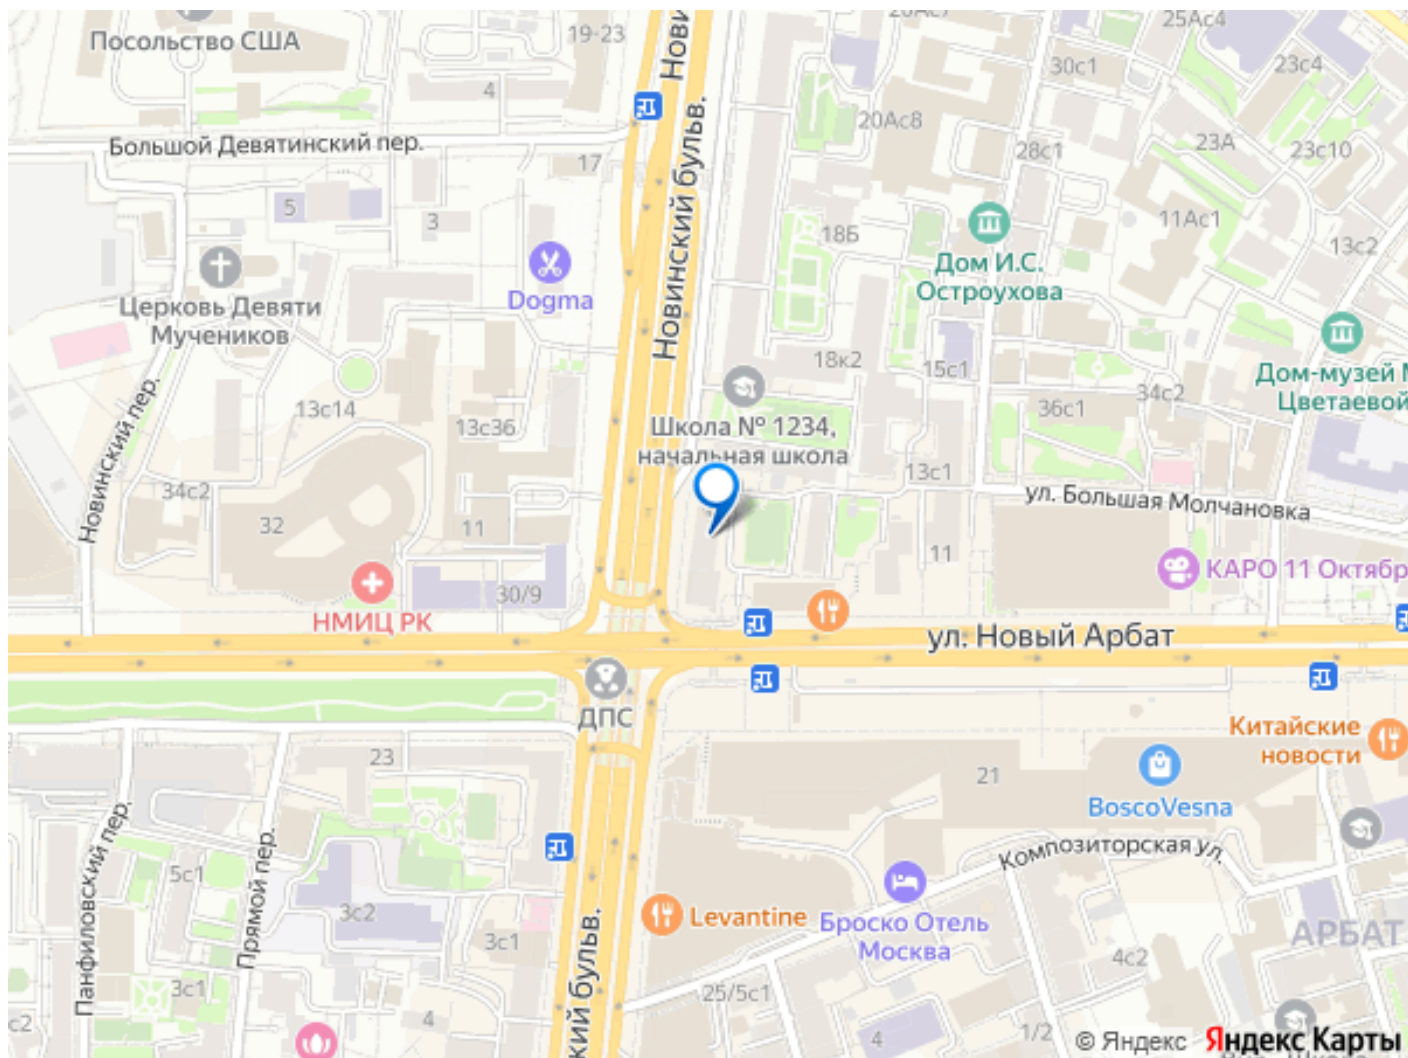 Посольство США
19-23
Нови
25Ас4
23с4
30с1
4
20Ас8
Большой Девятинский пер.
17
28с1
23А
23с10
5
3
Новинский бульв.
11Ас1
18Б
13с2
Дом И.С.
Остроухова
Dogma
Церковь Девяти
Мучеников
Новинский бульв.
18к2
15с1
34с2
Дом-музей М
Цветаевой
13с14
13с36
36с1
Школа № 1234,
начальная школа
Новинский пер.
13с1
34с2
ул. Большая Молчановка
32
11
11
КАРО 11 Октябр
30/9
НМИЦ РК
ул. Новый Арбат
ДПС
Китайские
новости
23
21
BoscoVesna
Композиторская ул.
Панфиловский пер.
Прямой пер.
5с1
3с2
Levantine
Броско Отель
Москва
АРБАТ
3с1
4с2
3с1
25/5с1
кий бульв.
с2
4
4
1/2
© Яндекс
Яндекс Карты